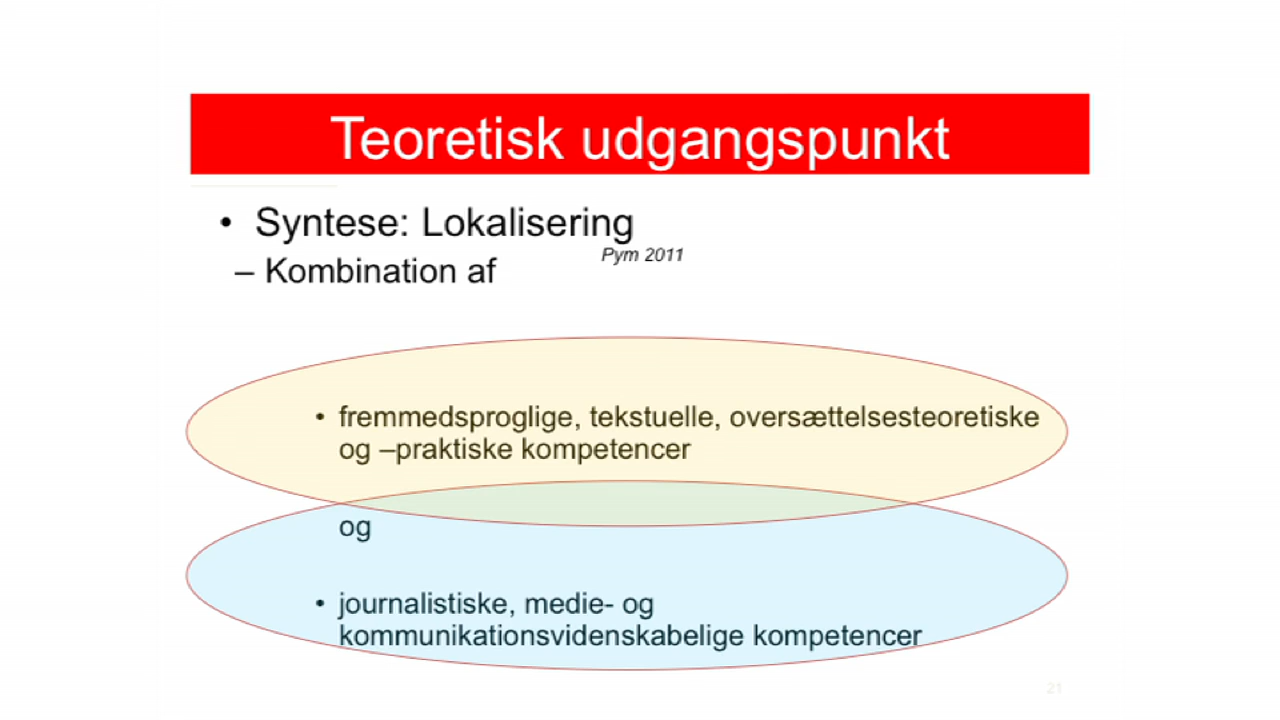 Teoretisk udgangspunkt
• Syntese: Lokalisering
Pym 2011
– Kombination af
• fremmedsproglige, tekstuelle, oversættelsesteoretiske
og –praktiske kompetencer
og
• journalistiske, medie- og
kommunikationsvidenskabelige kompetencer
21